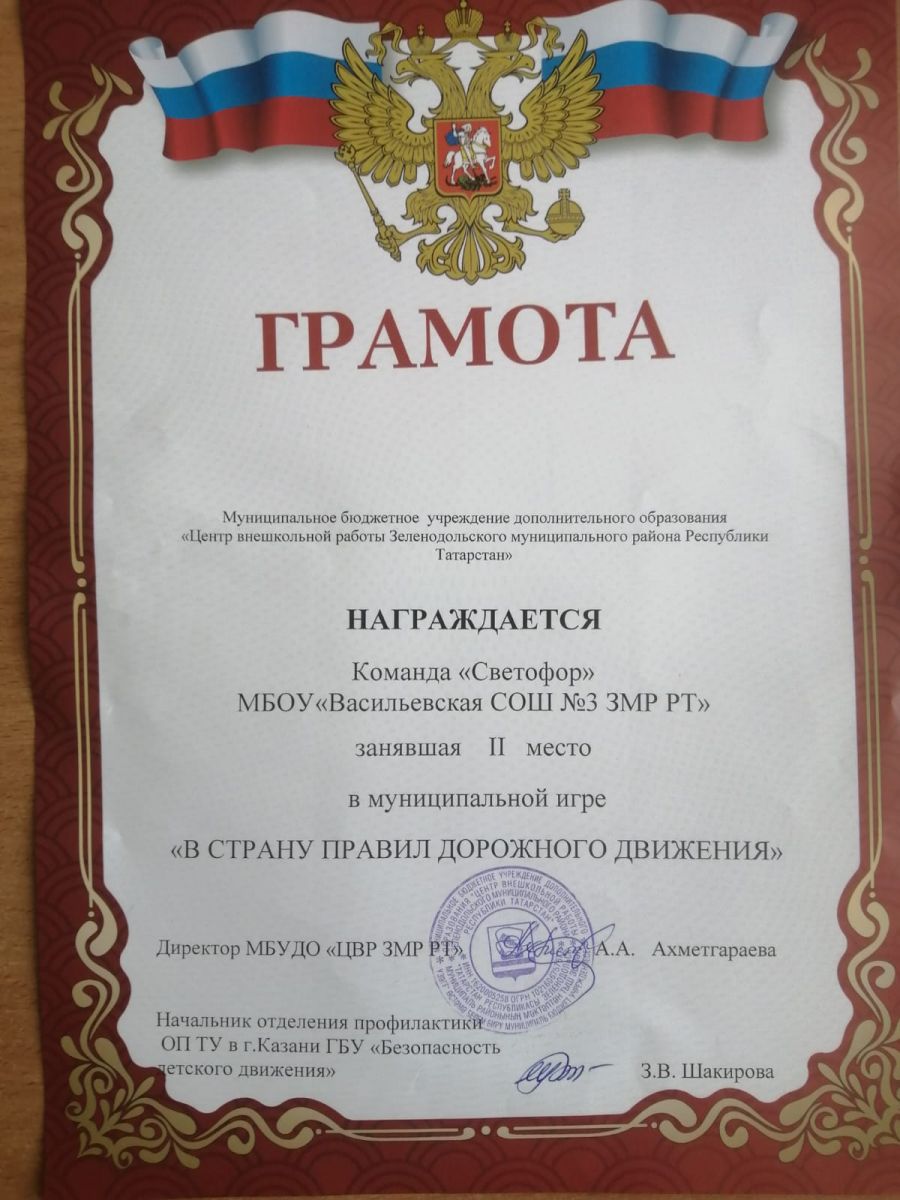 ГРАМОТА
Муниципальное бюджетное учреждение дополнительного образования
«Центр внешкольной работы Зеленодольского муниципального района Республики
Татарстан»
НАГРАЖДАЕТСЯ
Команда «Светофор»
МБОУ«Васильевская СОШ №3 ЗМР РТ»
занявшая II место
в муниципальной игре
«В СТРАНУ ПРАВИЛ ДОРОЖНОГО ДВИЖЕНИЯ»
Директор МБУДО «ЦВР ЗМР РТ» А.А. Ахметгараева
Начальник отделения профилактики
ОП ТУ в г.Казани ГБУ «Безопасность
детского движения» З.В. Шакирова